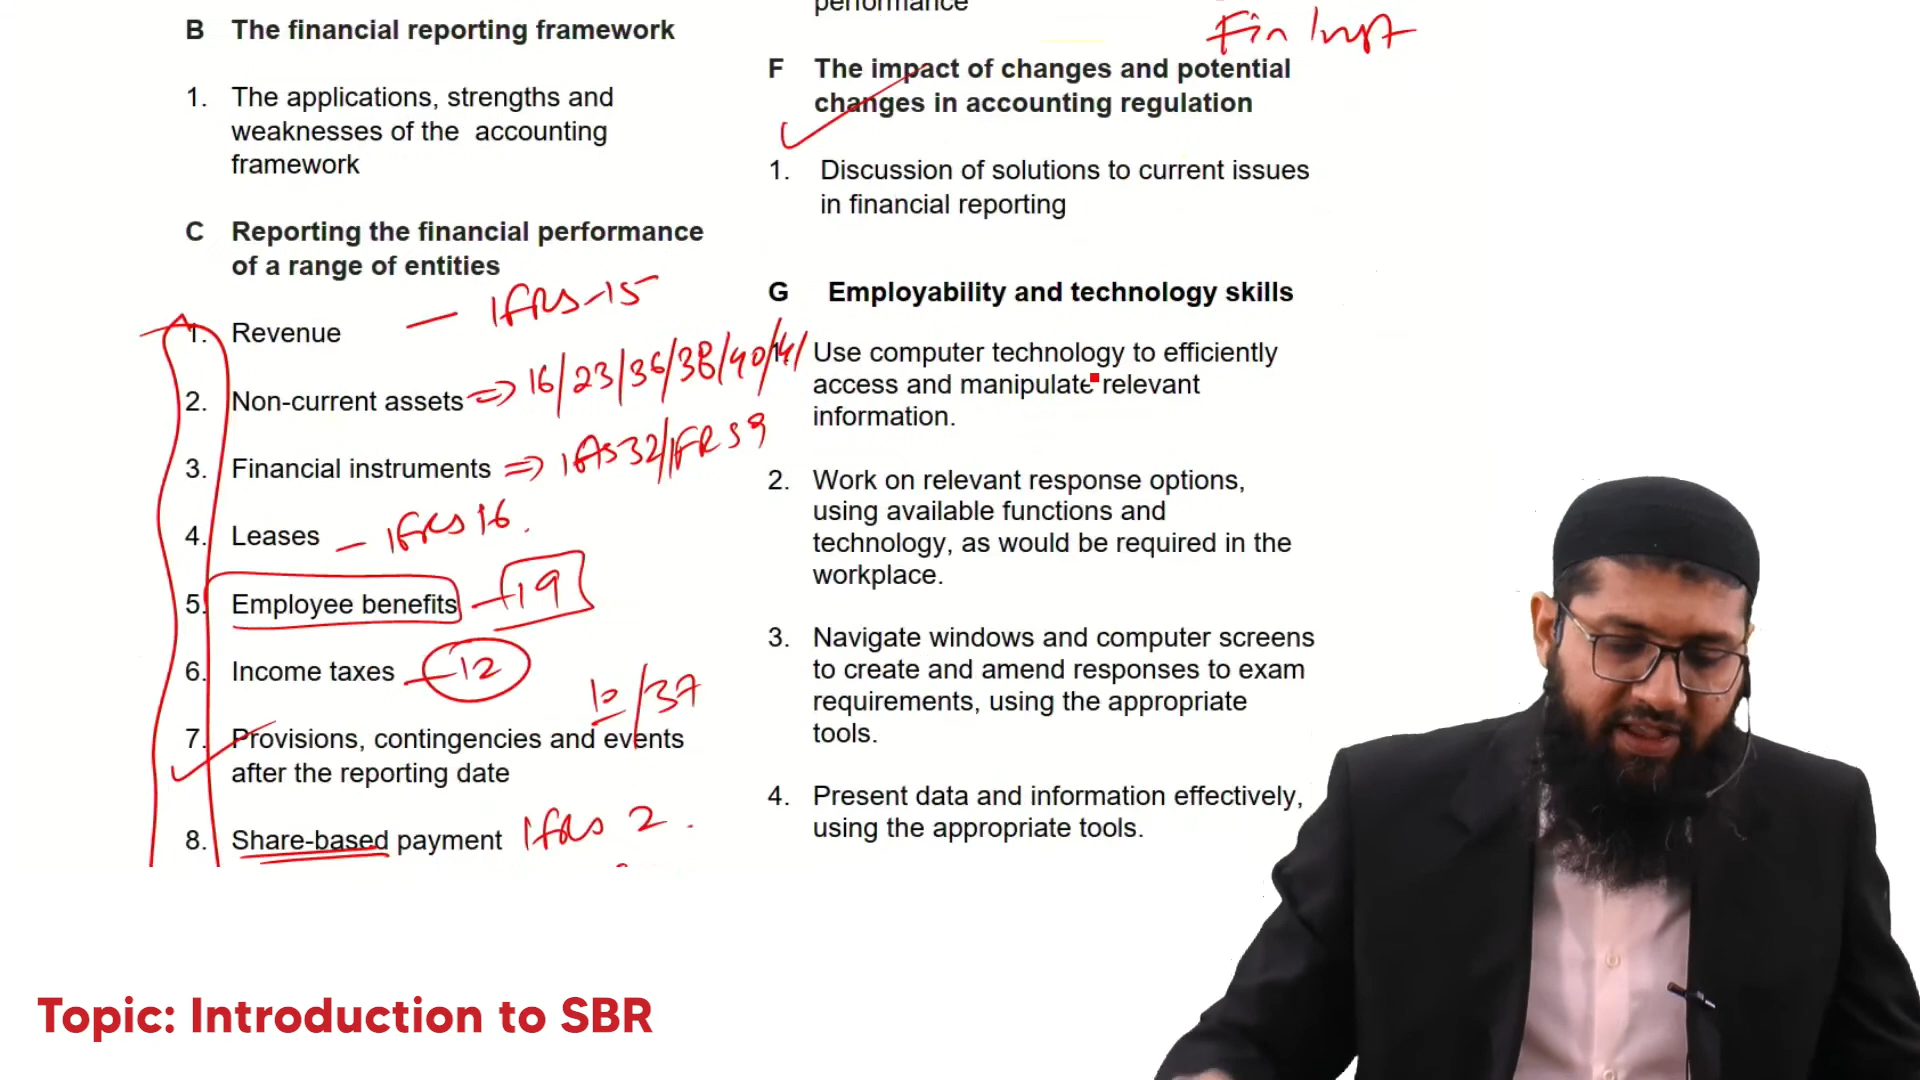 B The financial reporting framework
1. The applications, strengths and
weaknesses of the accounting
framework
C Reporting the financial performance
of a range of entities
1. Revenue — IFRS-15
2. Non-current assets => 16/23/36/38/40/41
3. Financial instruments => IAS 32/IFRS 9
4. Leases — IFRS 16.
5. Employee benefits — 19
6. Income taxes — 12
10/37
7. Provisions, contingencies and events
after the reporting date
8. Share-based payment IFRS 2.
performance
Fin Inst
F The impact of changes and potential
changes in accounting regulation
1. Discussion of solutions to current issues
in financial reporting
G Employability and technology skills
1. Use computer technology to efficiently
access and manipulate relevant
information.
2. Work on relevant response options,
using available functions and
technology, as would be required in the
workplace.
3. Navigate windows and computer screens
to create and amend responses to exam
requirements, using the appropriate
tools.
4. Present data and information effectively,
using the appropriate tools.
Topic: Introduction to SBR